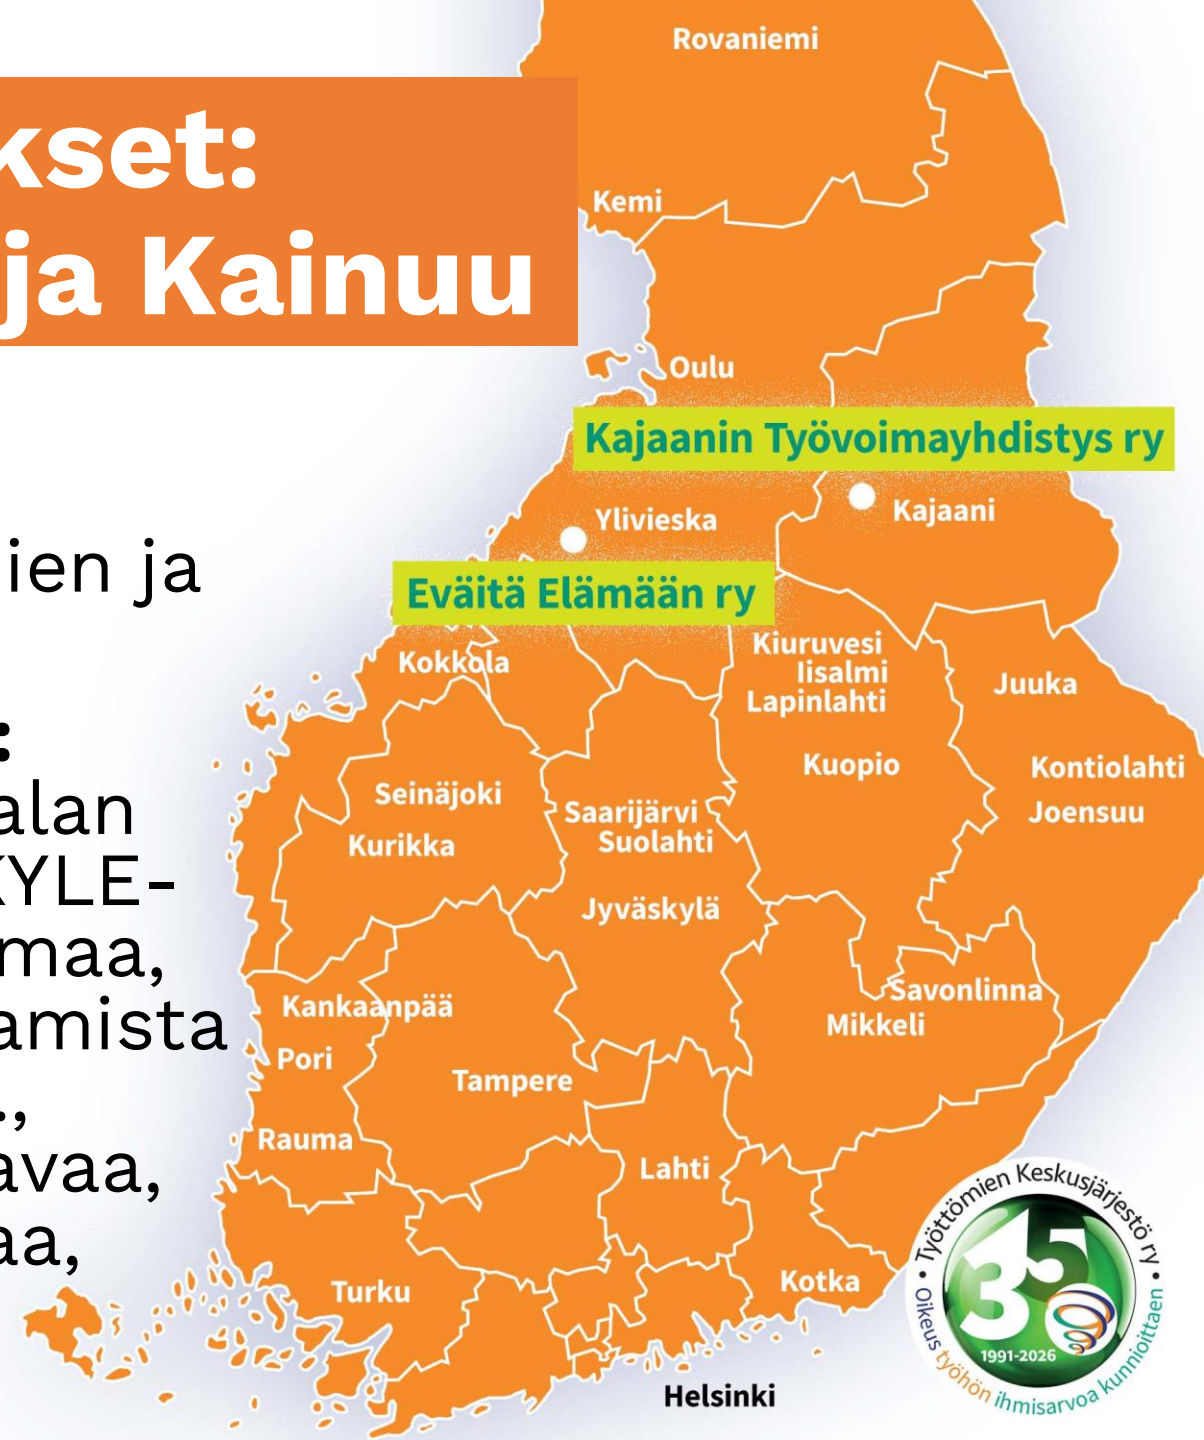 kset:
ja Kainuu
ien ja
:
alan
KYLE-
maa,
amista
.,
avaa,
aa,
Rovaniemi
Kemi
Oulu
Kajaanin Työvoimayhdistys ry
Ylivieska
Kajaani
Eväitä Elämään ry
Kokkola
Kiuruvesi
Iisalmi
Lapinlahti
Juuka
Kuopio
Kontiolahti
Joensuu
Seinäjoki
Kurikka
Saarijärvi
Suolahti
Jyväskylä
Kankaanpää
Savonlinna
Mikkeli
Pori
Tampere
Rauma
Lahti
Turku
Kotka
Helsinki
• Työttömien Keskusjärjestö ry •
35
1991-2026
Oikeus työhön ihmisarvoa kunnioittaen